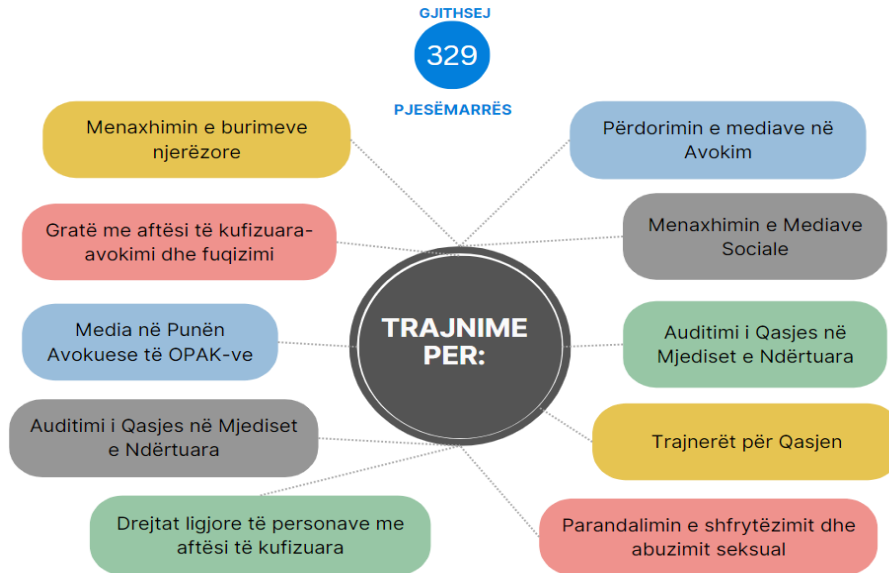 GJITHSEJ
329
PJESËMARRËS
Menaxhimin e burimeve
njerëzore
Përdorimin e mediave në
Avokim
Gratë me aftësi të kufizuara-
avokimi dhe fuqizimi
Menaxhimin e Mediave
Sociale
TRAJNIME
PER:
Media në Punën
Avokuese të OPAK-ve
Auditimi i Qasjes në
Mjediset e Ndërtuara
Auditimi i Qasjes në Mjediset
e Ndërtuara
Trajnerët për Qasjen
Drejtat ligjore të personave me
aftësi të kufizuara
Parandalimin e shfrytëzimit dhe
abuzimit seksual